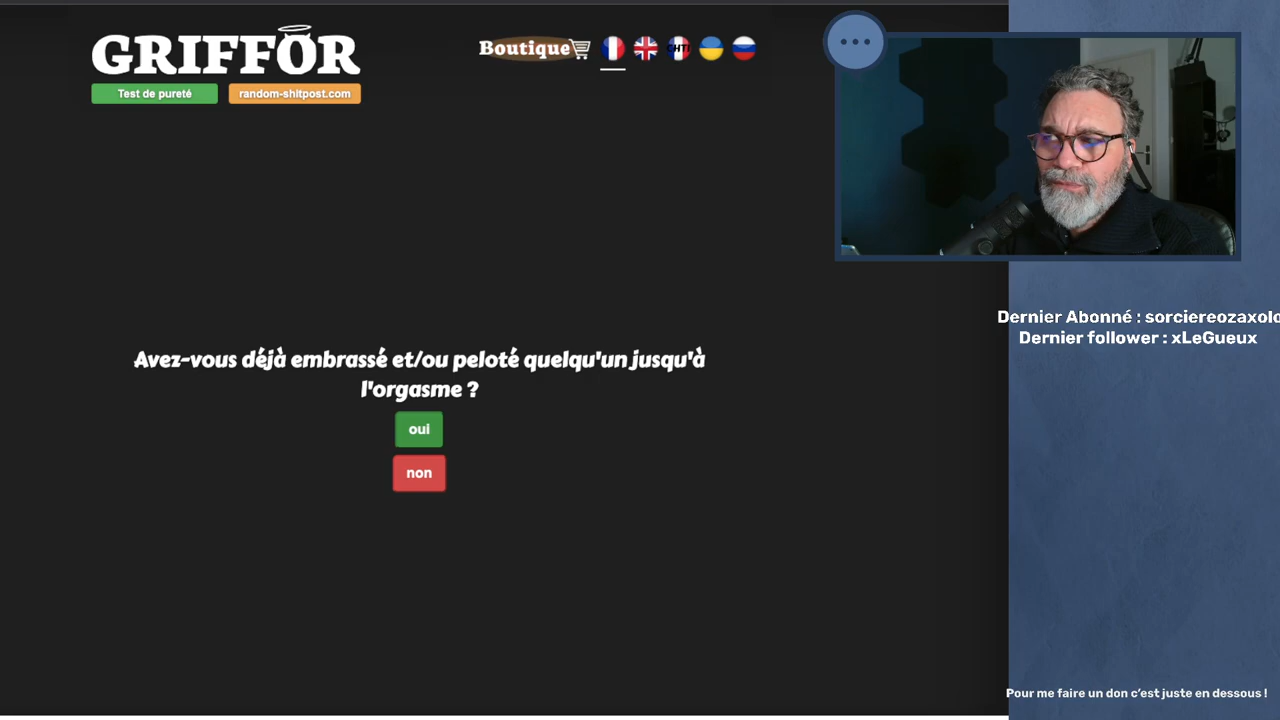 GRIFFOR
Boutique
CHTI
Test de pureté
random-shitpost.com
Avez-vous déjà embrassé et/ou peloté quelqu'un jusqu'à
l'orgasme ?
oui
non
Dernier Abonné : sorciereozaxolo
Dernier follower : xLeGueux
Pour me faire un don c'est juste en dessous !